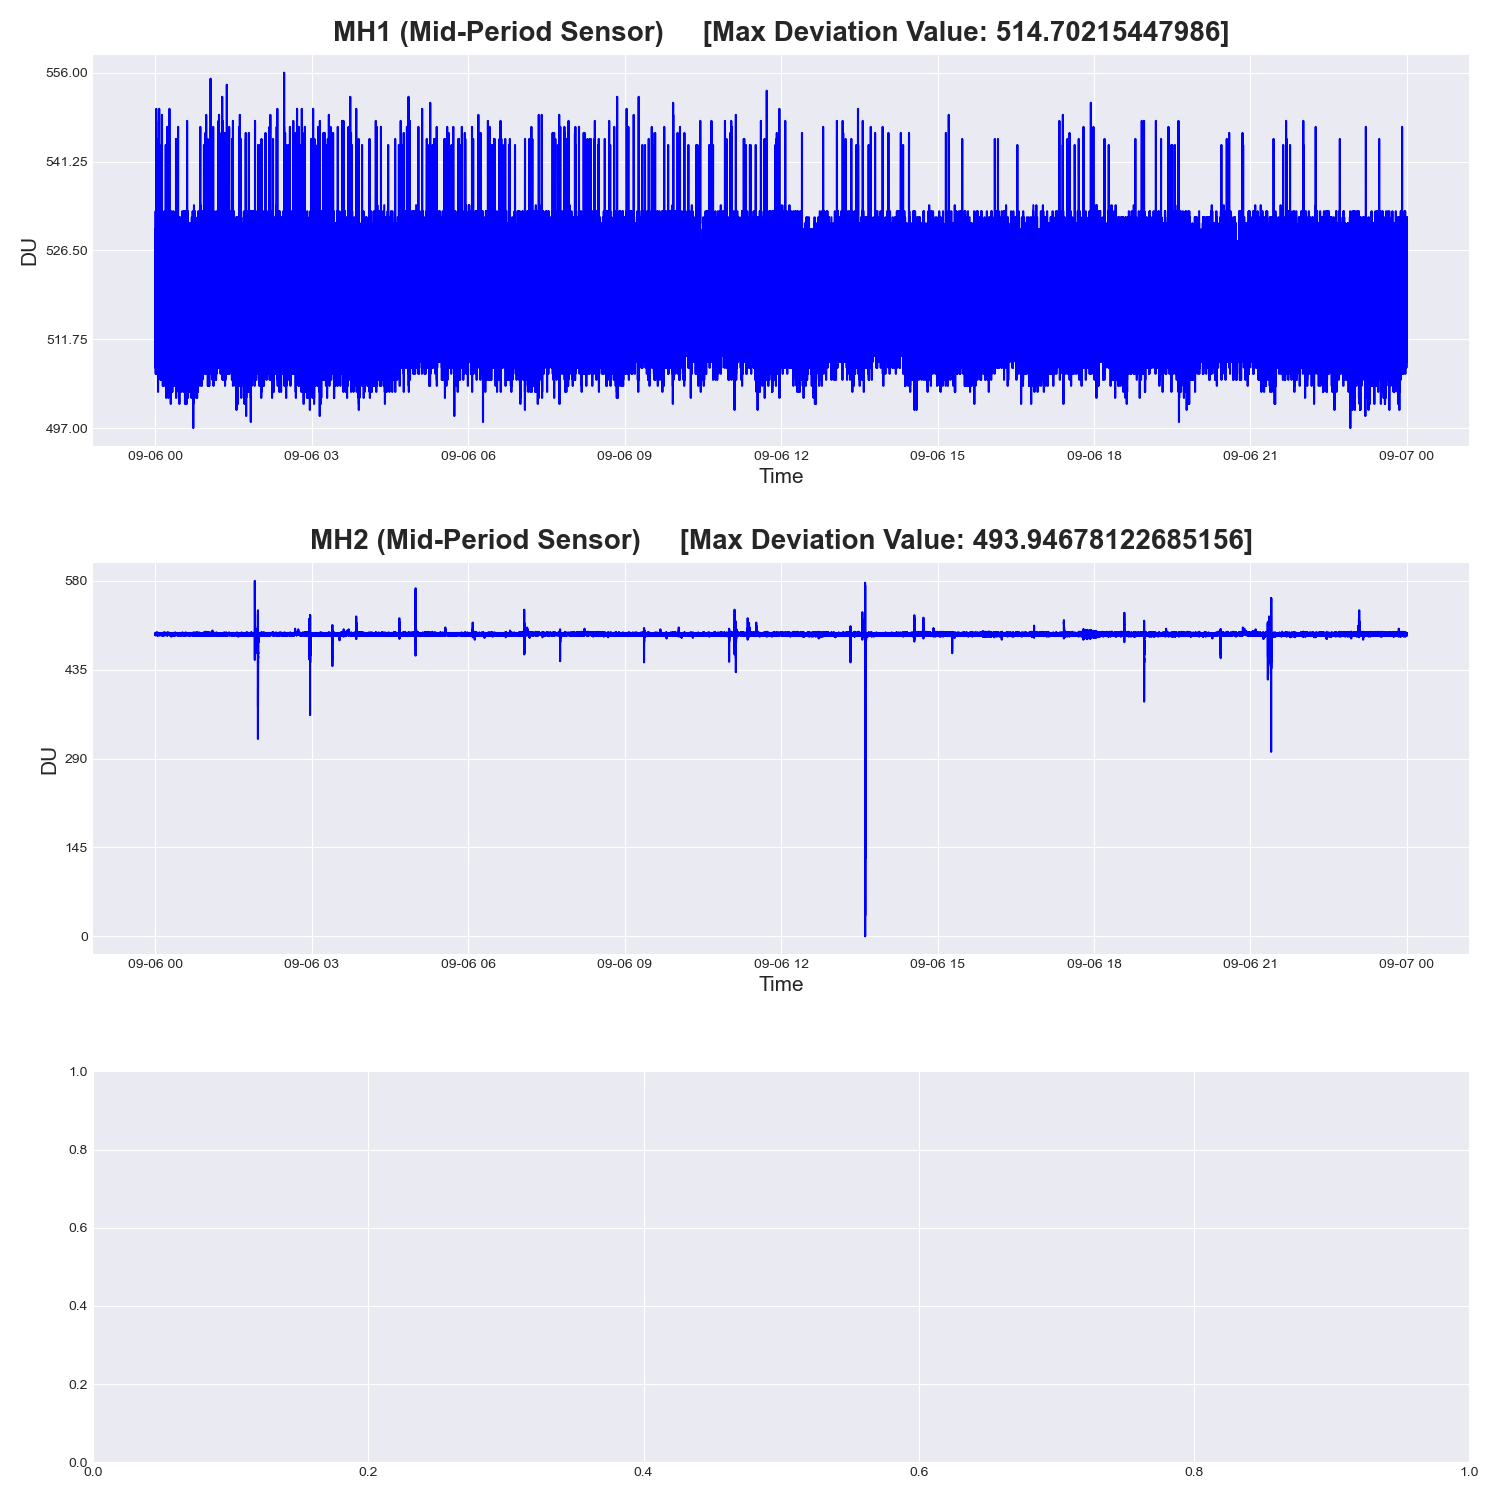 MH1 (Mid-Period Sensor) [Max Deviation Value: 514.70215447986]
556.00
541.25
526.50
511.75
497.00
DU
09-06 00 09-06 03 09-06 06 09-06 09 09-06 12 09-06 15 09-06 18 09-06 21 09-07 00
Time
MH2 (Mid-Period Sensor) [Max Deviation Value: 493.94678122685156]
580
435
290
145
0
DU
09-06 00 09-06 03 09-06 06 09-06 09 09-06 12 09-06 15 09-06 18 09-06 21 09-07 00
Time
1.0
0.8
0.6
0.4
0.2
0.0
0.0 0.2 0.4 0.6 0.8 1.0